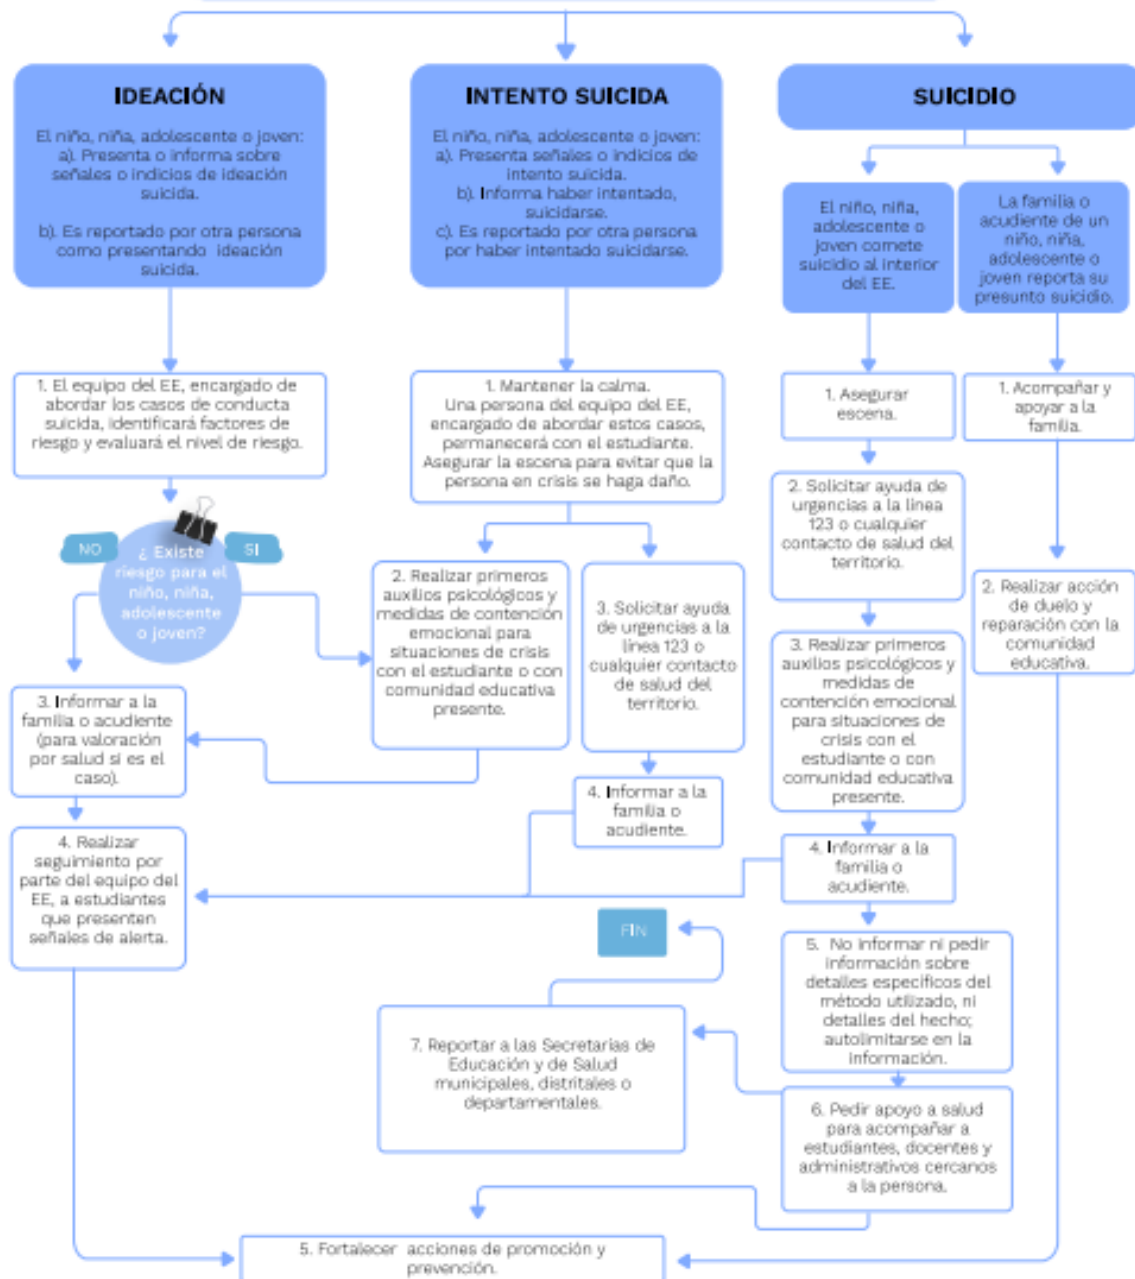 IDEACIÓN
El niño, niña, adolescente o joven:
a). Presenta o informa sobre
señales o indicios de ideación
suicida.
b). Es reportado por otra persona
como presentando ideación
suicida.
INTENTO SUICIDA
El niño, niña, adolescente o joven:
a). Presenta señales o indicios de
intento suicida.
b). Informa haber intentado,
suicidarse.
c). Es reportado por otra persona
por haber intentado suicidarse.
SUICIDIO
El niño, niña,
adolescente o
joven comete
suicidio al interior
del EE.
La familia o
acudiente de un
niño, niña,
adolescente o
joven reporta su
presunto suicidio.
1. El equipo del EE, encargado de
abordar los casos de conducta
suicida, identificará factores de
riesgo y evaluará el nivel de riesgo.
NO
SI
¿ Existe
riesgo para el
niño, niña,
adolescente
o joven?
3. Informar a la
familia o acudiente
(para valoración
por salud si es el
caso).
4. Realizar
seguimiento por
parte del equipo del
EE, a estudiantes
que presenten
señales de alerta.
1. Mantener la calma.
Una persona del equipo del EE,
encargado de abordar estos casos,
permanecerá con el estudiante.
Asegurar la escena para evitar que la
persona en crisis se haga daño.
2. Realizar primeros
auxilios psicológicos y
medidas de contención
emocional para
situaciones de crisis
con el estudiante o con
comunidad educativa
presente.
3. Solicitar ayuda
de urgencias a la
línea 123 o
cualquier contacto
de salud del
territorio.
4. Informar a la
familia o
acudiente.
1. Asegurar
escena.
2. Solicitar ayuda de
urgencias a la línea
123 o cualquier
contacto de salud del
territorio.
3. Realizar primeros
auxilios psicológicos y
medidas de
contención emocional
para situaciones de
crisis con el
estudiante o con
comunidad educativa
presente.
4. Informar a la
familia o
acudiente.
5. No informar ni pedir
información sobre
detalles específicos del
método utilizado, ni
detalles del hecho;
autolimitarse en la
información.
6. Pedir apoyo a salud
para acompañar a
estudiantes, docentes y
administrativos cercanos
a la persona.
1. Acompañar y
apoyar a la
familia.
2. Realizar acción
de duelo y
reparación con la
comunidad
educativa.
FIN
7. Reportar a las Secretarías de
Educación y de Salud
municipales, distritales o
departamentales.
5. Fortalecer acciones de promoción y
prevención.